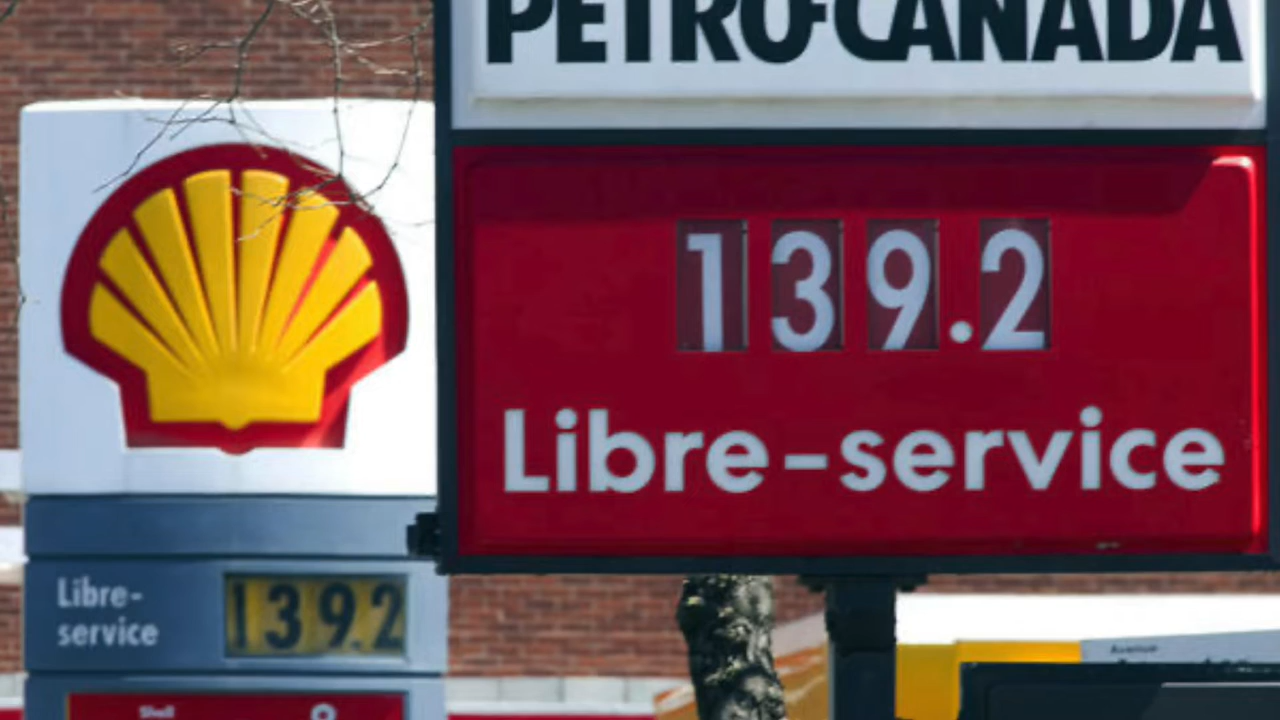 PETRO-CANADA
139.2
Libre-service
Libre-
service
139.2
Shell